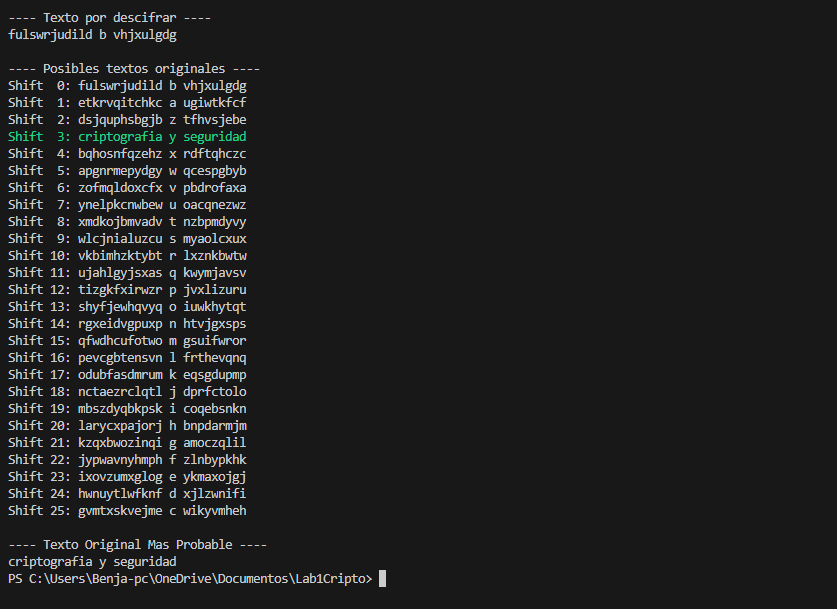 ---- Texto por descifrar ----
fulswrjudild b vhjxulgdg

---- Posibles textos originales ----
Shift  0: fulswrjudild b vhjxulgdg
Shift  1: etkrvqitchkc a ugiwtkfcf
Shift  2: dsjquphsbgjb z tfhvsjebe
Shift  3: criptografia y seguridad
Shift  4: bqhosnfqzehz x rdftqhczc
Shift  5: apgnrmepydgy w qcespgbyb
Shift  6: zofmqldoxcfx v pbdrofaxa
Shift  7: ynelpkcnwbew u oacqnezwz
Shift  8: xmdkojbmvadv t nzbpmdyvy
Shift  9: wlcjnialuzcu s myaolcxux
Shift 10: vkbimhzktybt r lxznkbwtw
Shift 11: ujahlgyjsxas q kwymjavsv
Shift 12: tizgkfxirwzr p jvxlizuru
Shift 13: shyfjewhqvyq o iuwkhytqt
Shift 14: rgxeidvgpuxp n htvjgxsps
Shift 15: qfwdhcufotwo m gsuifwror
Shift 16: pevcgbtensvn l frthevqnq
Shift 17: odubfasdmrum k eqsgdupmp
Shift 18: nctaezrclqtl j dprfctolo
Shift 19: mbszdyqbkpsk i coqebsnkn
Shift 20: larycxpajorj h bnpdarmjm
Shift 21: kzqxbwozinqi g amoczqlil
Shift 22: jypwavnyhmph f zlnbypkhk
Shift 23: ixovzumxglog e ykmaxojgj
Shift 24: hwnuytlwfknf d xjlzwnifi
Shift 25: gvmtxskvejme c wikyvmheh

---- Texto Original Mas Probable ----
criptografia y seguridad
PS C:\Users\Benja-pc\OneDrive\Documentos\Lab1Cripto>